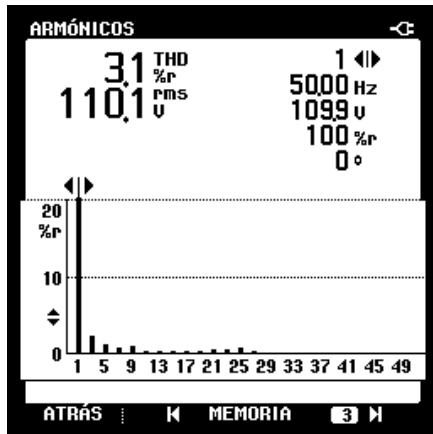 ARMÓNICOS
3,1 THD %r
110,1 rms V
1
50,00 Hz
109,9 V
100 %r
0 °
20
%r
10
0
1 5 9 13 17 21 25 29 33 37 41 45 49
ATRÁS MEMORIA 3